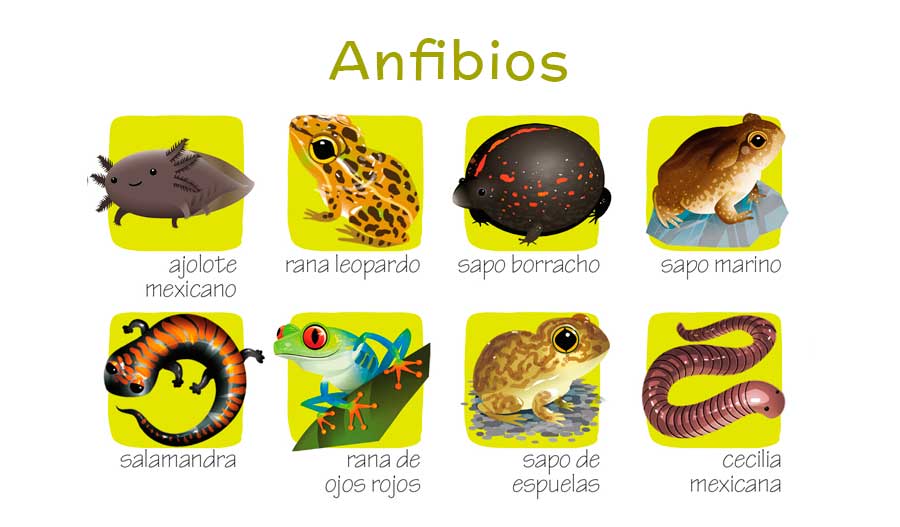 Anfibios
ajolote
mexicano
rana leopardo
sapo borracho
sapo marino
salamandra
rana de
ojos rojos
sapo de
espuelas
cecilia
mexicana